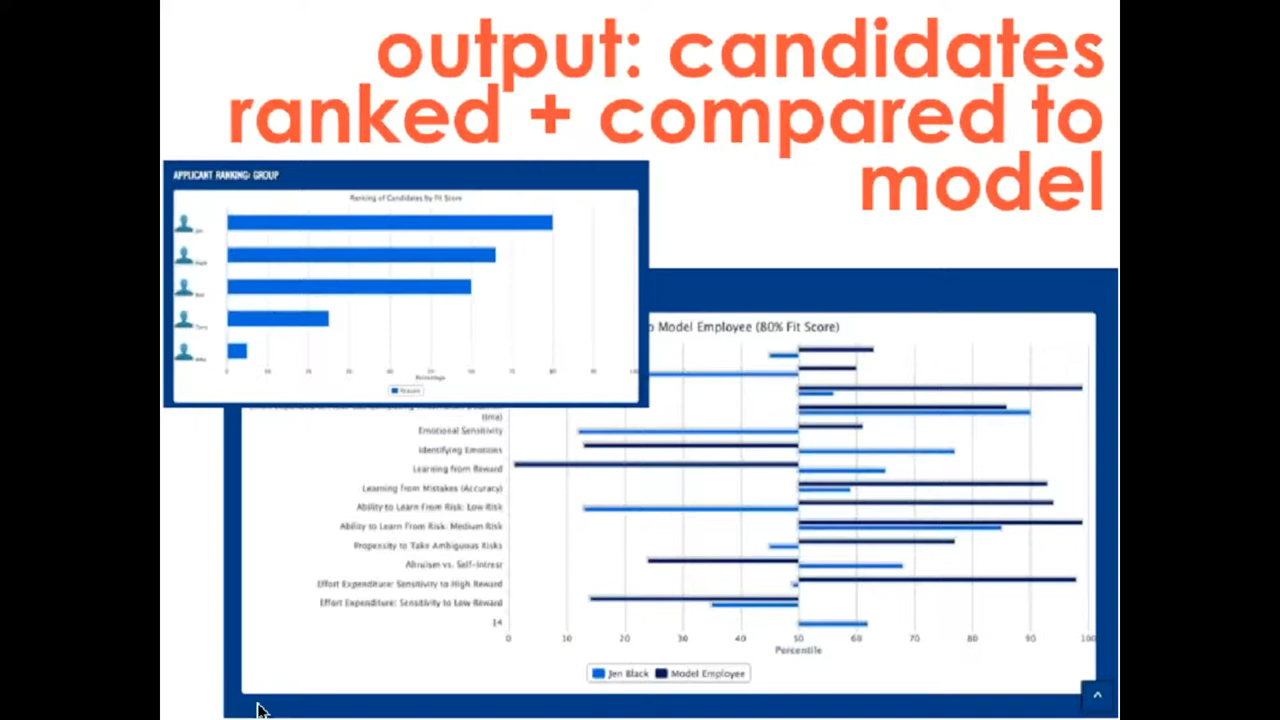 output: candidates
ranked + compared to
model
APPLICANT RANKING: GROUP
Ranking of Candidates by Fit Score
Percentage
Model Employee (80% Fit Score)
(ms)
Emotional Sensitivity
Identifying Emotions
Learning from Reward
Learning from Mistakes (Accuracy)
Ability to Learn From Risk: Low Risk
Ability to Learn From Risk: Medium Risk
Propensity to Take Ambiguous Risks
Altruism vs. Self-Intrest
Effort Expenditure: Sensitivity to High Reward
Effort Expenditure: Sensitivity to Low Reward
14
0 10 20 30 40 50 60 70 80 90 100
Percentile
Jen Black Model Employee